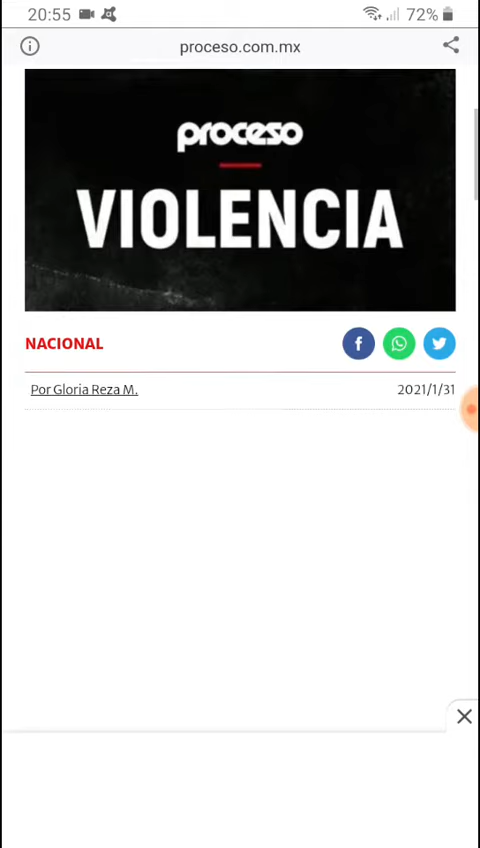 20:55 72%
proceso.com.mx
proceso
VIOLENCIA
NACIONAL
Por Gloria Reza M. 2021/1/31